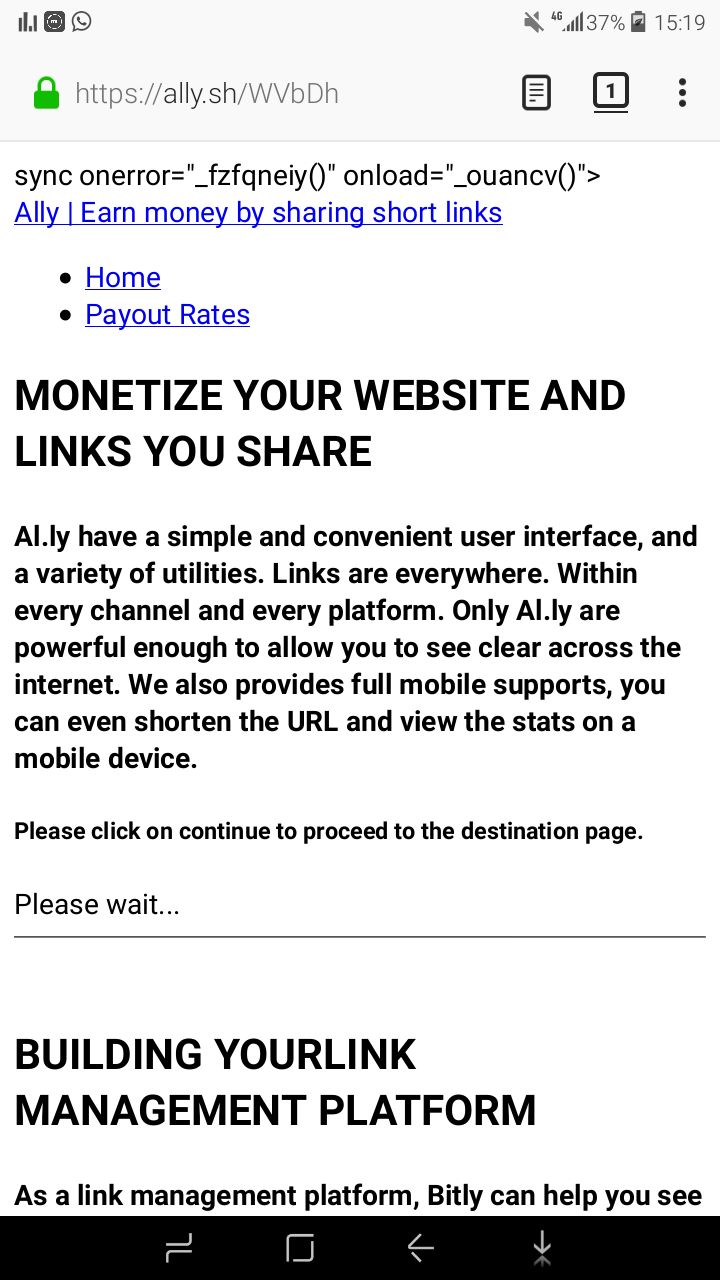 4G 37% 15:19
https://ally.sh/WVbDh 1
sync onerror="_fzfqneiy()" onload="_ouancv()">
Ally | Earn money by sharing short links
Home
Payout Rates
MONETIZE YOUR WEBSITE AND
LINKS YOU SHARE
Al.ly have a simple and convenient user interface, and
a variety of utilities. Links are everywhere. Within
every channel and every platform. Only Al.ly are
powerful enough to allow you to see clear across the
internet. We also provides full mobile supports, you
can even shorten the URL and view the stats on a
mobile device.
Please click on continue to proceed to the destination page.
Please wait...
BUILDING YOURLINK
MANAGEMENT PLATFORM
As a link management platform, Bitly can help you see